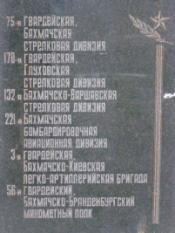 75-я ГВАРДЕЙСКАЯ,
БАХМАЧСКАЯ
СТРЕЛКОВАЯ ДИВИЗИЯ
170-я ГВАРДЕЙСКАЯ,
ГЛУХОВСКАЯ
СТРЕЛКОВАЯ ДИВИЗИЯ
132-я БАХМАЧСКО-ВАРШАВСКАЯ
СТРЕЛКОВАЯ ДИВИЗИЯ
221-я БАХМАЧСКАЯ
БОМБАРДИРОВОЧНАЯ
АВИАЦИОННАЯ ДИВИЗИЯ
3-я ГВАРДЕЙСКАЯ,
БАХМАЧСКО-КИЕВСКАЯ
ЛЕГКО-АРТИЛЛЕРИЙСКАЯ БРИГАДА
56-й ГВАРДЕЙСКИЙ,
БАХМАЧСКО-БРАНДЕНБУРГСКИЙ
МИНОМЕТНЫЙ ПОЛК